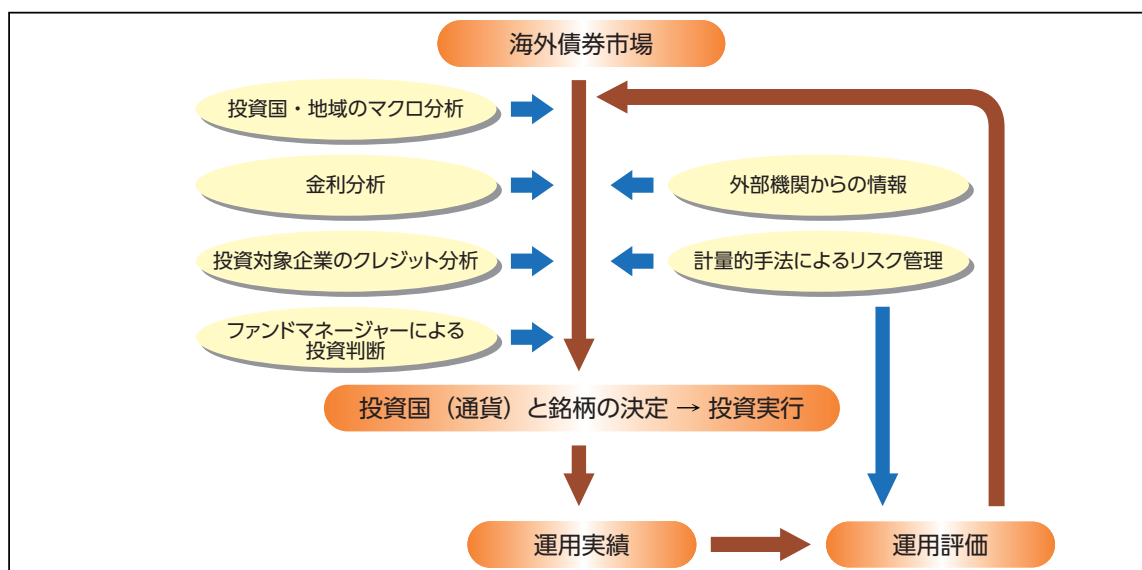 海外債券市場
投資国・地域のマクロ分析
金利分析
外部機関からの情報
投資対象企業のクレジット分析
計量的手法によるリスク管理
ファンドマネージャーによる
投資判断
投資国（通貨）と銘柄の決定 → 投資実行
運用実績
運用評価